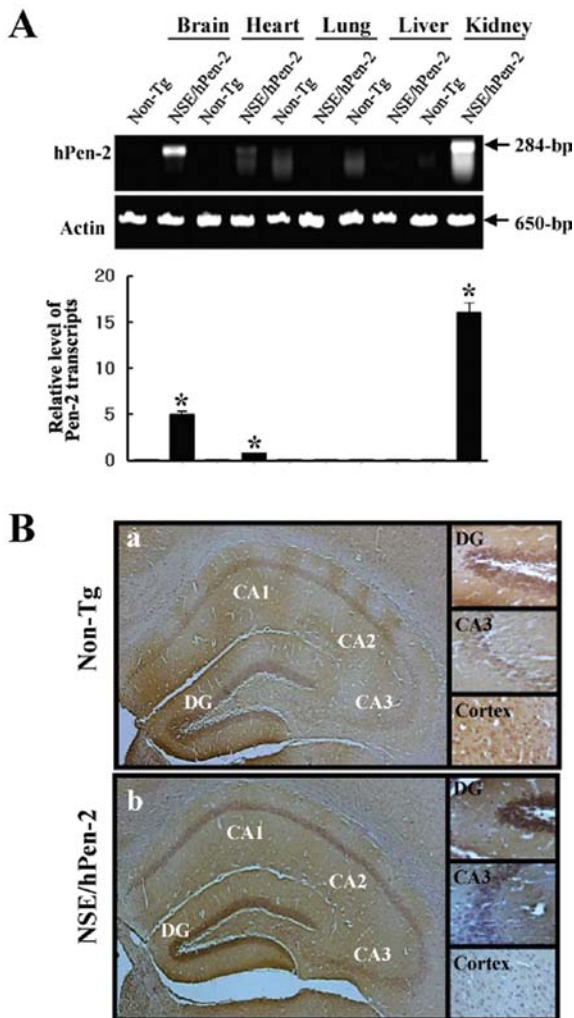 A
Brain Heart Lung Liver Kidney
Non-Tg NSE/hPen-2 Non-Tg NSE/hPen-2 Non-Tg NSE/hPen-2 Non-Tg NSE/hPen-2 Non-Tg NSE/hPen-2
hPen-2 284-bp
Actin 650-bp
Relative level of
Pen-2 transcripts
20
15
10
5
0
* * *
B
Non-Tg
a
CA1
CA2
CA3
DG
DG
CA3
Cortex
NSE/hPen-2
b
CA1
CA2
CA3
DG
DG
CA3
Cortex